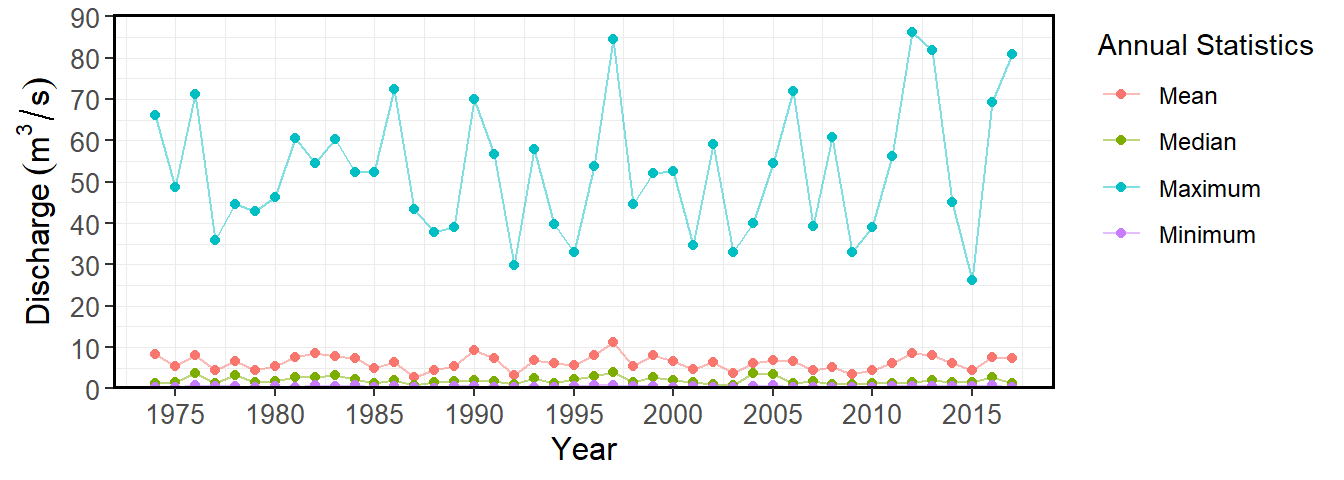 90
80
70
60
50
40
30
20
10
0
Discharge (m³/s)
1975 1980 1985 1990 1995 2000 2005 2010 2015
Year
Annual Statistics
Mean
Median
Maximum
Minimum